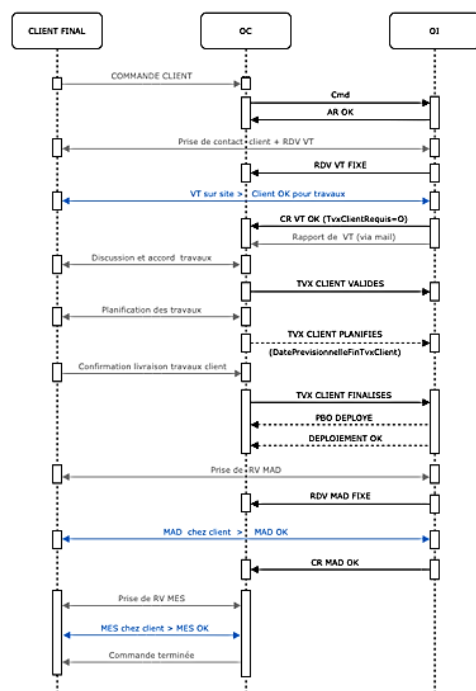 CLIENT FINAL
OC
OI
COMMANDE CLIENT
Cmd
AR OK
Prise de contact client + RDV VT
RDV VT FIXE
VT sur site > Client OK pour travaux
CR VT OK (TvxClientRequis=O)
Rapport de VT (via mail)
Discussion et accord travaux
TVX CLIENT VALIDES
Planification des travaux
TVX CLIENT PLANIFIES
(DatePrevisionnelleFinTvxClient)
Confirmation livraison travaux client
TVX CLIENT FINALISES
PBO DEPLOYE
DEPLOIEMENT OK
Prise de RV MAD
RDV MAD FIXE
MAD chez client > MAD OK
CR MAD OK
Prise de RV MES
MES chez client > MES OK
Commande terminée